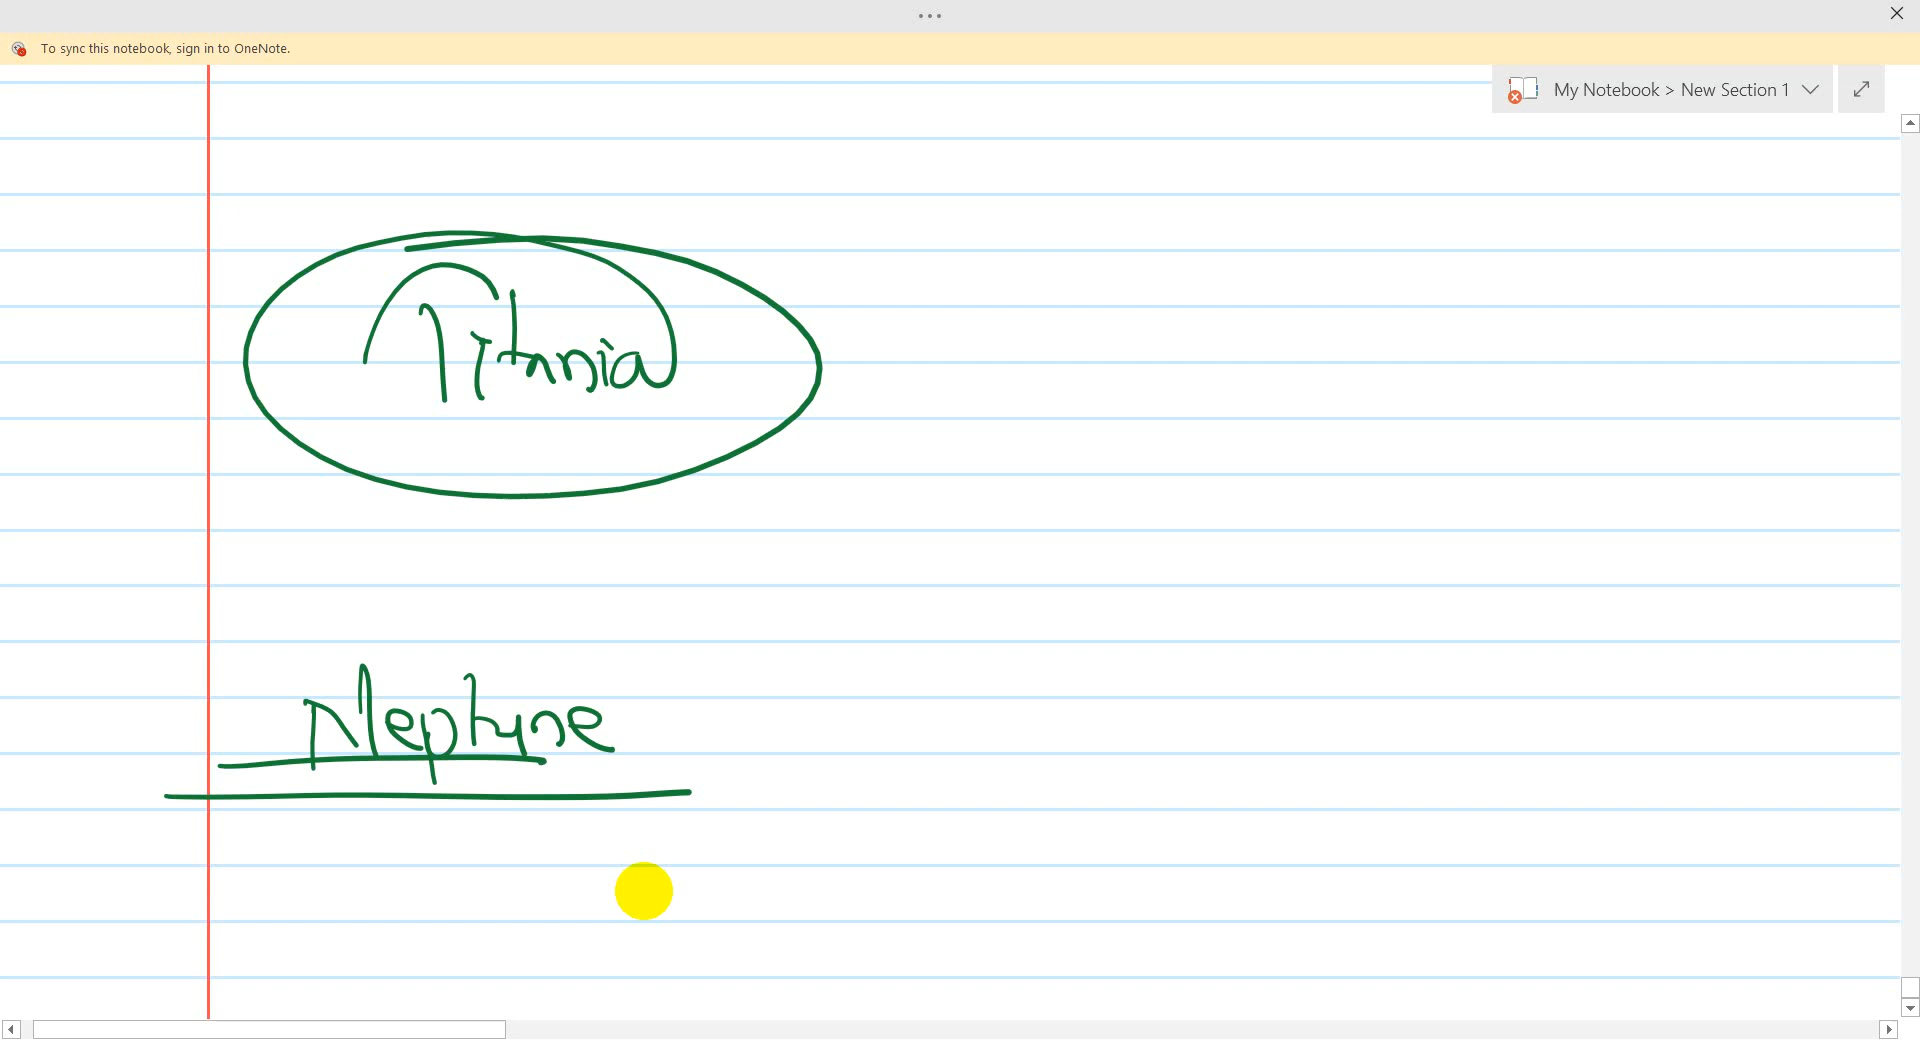 To sync this notebook, sign in to OneNote.
My Notebook > New Section 1
Titania
Neptune